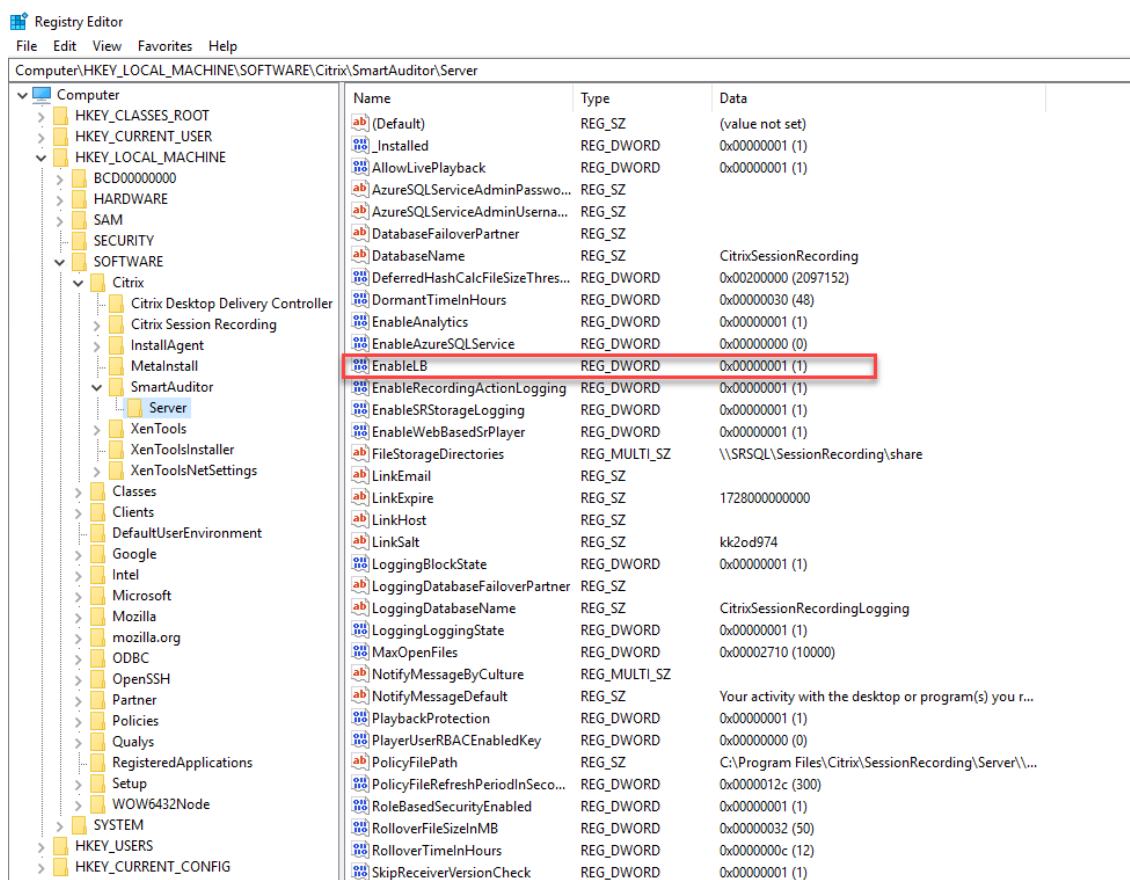 Registry Editor
File Edit View Favorites Help
Computer\HKEY_LOCAL_MACHINE\SOFTWARE\Citrix\SmartAuditor\Server
Computer
HKEY_CLASSES_ROOT
HKEY_CURRENT_USER
HKEY_LOCAL_MACHINE
BCD00000000
HARDWARE
SAM
SECURITY
SOFTWARE
Citrix
Citrix Desktop Delivery Controller
Citrix Session Recording
InstallAgent
MetaInstall
SmartAuditor
Server
XenTools
XenToolsInstaller
XenToolsNetSettings
Classes
Clients
DefaultUserEnvironment
Google
Intel
Microsoft
Mozilla
mozilla.org
ODBC
OpenSSH
Partner
Policies
Qualys
RegisteredApplications
Setup
WOW6432Node
SYSTEM
HKEY_USERS
HKEY_CURRENT_CONFIG
Name Type Data
(Default) REG_SZ (value not set)
_Installed REG_DWORD 0x00000001 (1)
AllowLivePlayback REG_DWORD 0x00000001 (1)
AzureSQLServiceAdminPasswo... REG_SZ
AzureSQLServiceAdminUserna... REG_SZ
DatabaseFailoverPartner REG_SZ
DatabaseName REG_SZ CitrixSessionRecording
DeferredHashCalcFileSizeThres... REG_DWORD 0x00200000 (2097152)
DormantTimeInHours REG_DWORD 0x00000030 (48)
EnableAnalytics REG_DWORD 0x00000001 (1)
EnableAzureSQLService REG_DWORD 0x00000000 (0)
EnableLB REG_DWORD 0x00000001 (1)
EnableRecordingActionLogging REG_DWORD 0x00000001 (1)
EnableSRStorageLogging REG_DWORD 0x00000001 (1)
EnableWebBasedSrPlayer REG_DWORD 0x00000001 (1)
FileStorageDirectories REG_MULTI_SZ \\SRSQL\SessionRecording\share
LinkEmail REG_SZ
LinkExpire REG_SZ 1728000000000
LinkHost REG_SZ
LinkSalt REG_SZ kk2od974
LoggingBlockState REG_DWORD 0x00000001 (1)
LoggingDatabaseFailoverPartner REG_SZ
LoggingDatabaseName REG_SZ CitrixSessionRecordingLogging
LoggingLoggingState REG_DWORD 0x00000001 (1)
MaxOpenFiles REG_DWORD 0x00002710 (10000)
NotifyMessageByCulture REG_MULTI_SZ
NotifyMessageDefault REG_SZ Your activity with the desktop or program(s) you r...
PlaybackProtection REG_DWORD 0x00000001 (1)
PlayerUserRBACEnabledKey REG_DWORD 0x00000000 (0)
PolicyFilePath REG_SZ C:\Program Files\Citrix\SessionRecording\Server\\...
PolicyFileRefreshPeriodInSeco... REG_DWORD 0x0000012c (300)
RoleBasedSecurityEnabled REG_DWORD 0x00000001 (1)
RolloverFileSizeInMB REG_DWORD 0x00000032 (50)
RolloverTimeInHours REG_DWORD 0x0000000c (12)
SkipReceiverVersionCheck REG_DWORD 0x00000001 (1)